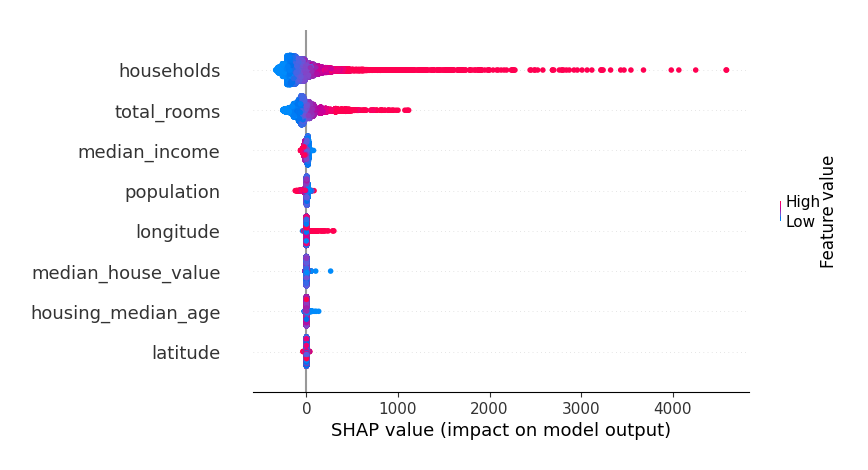 households
total_rooms
median_income
population
longitude
median_house_value
housing_median_age
latitude
0 1000 2000 3000 4000
SHAP value (impact on model output)
High
Low
Feature value